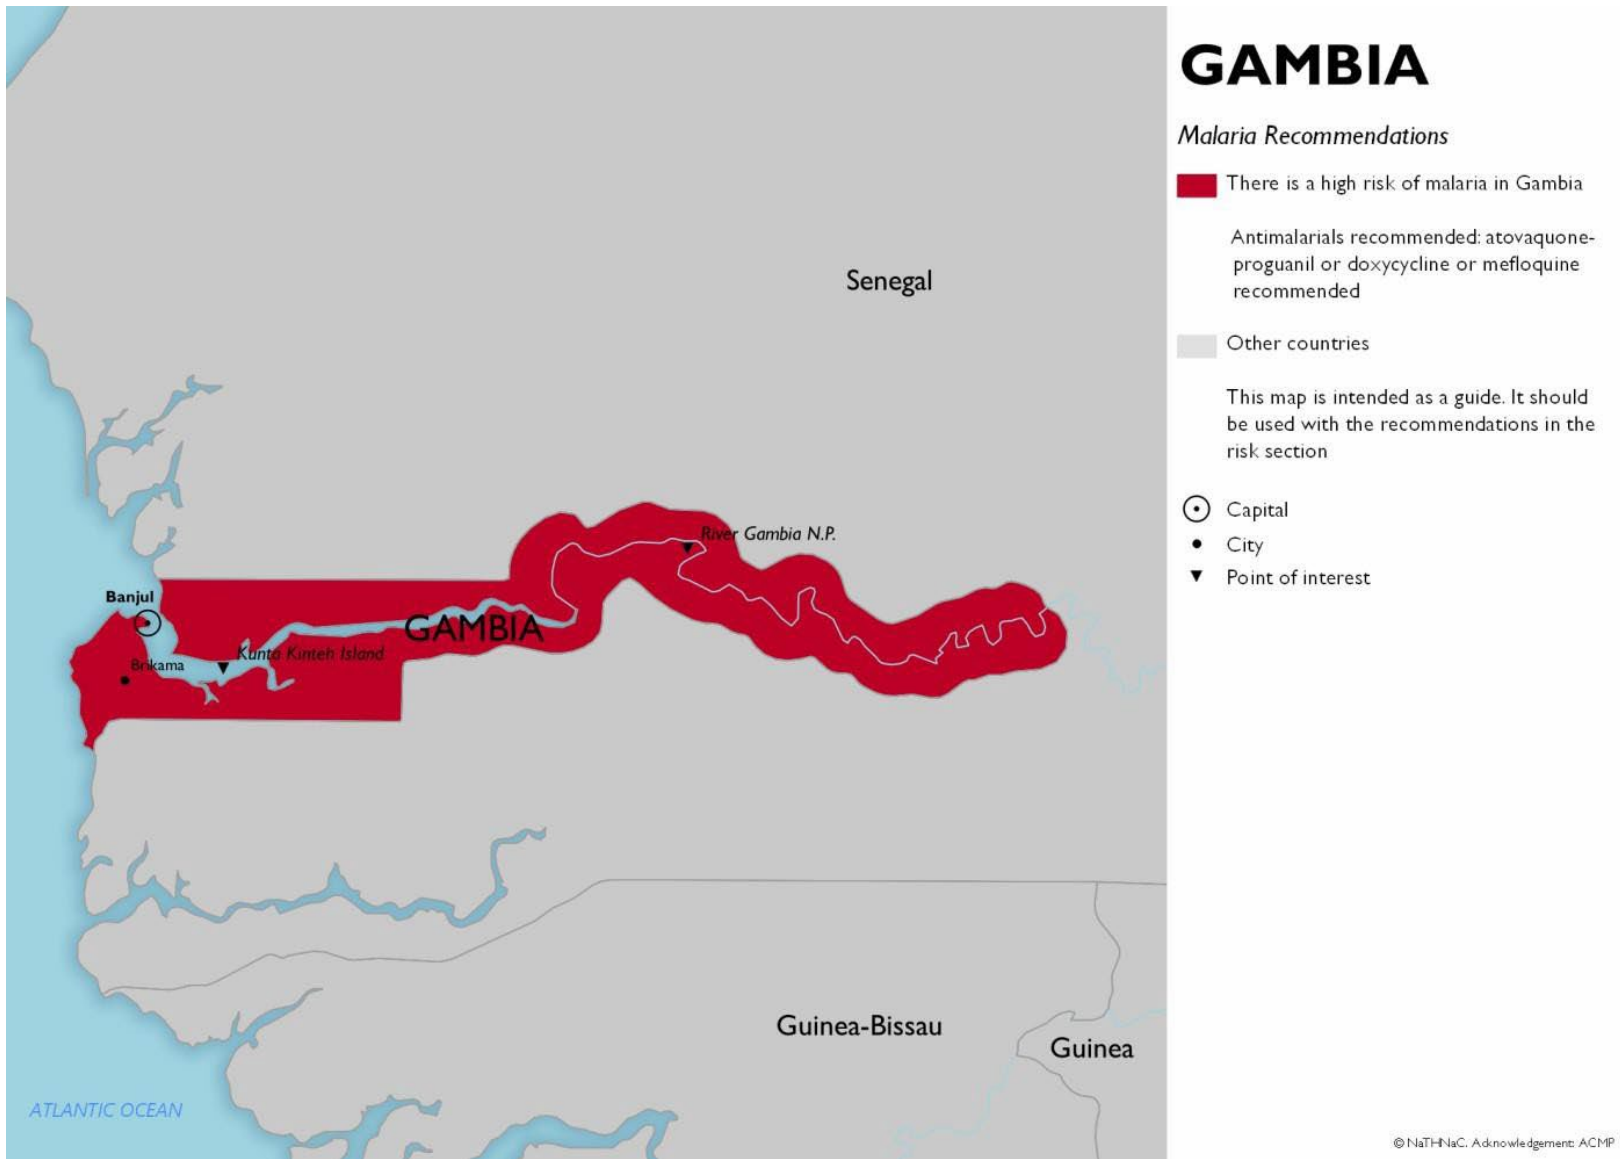 GAMBIA
Malaria Recommendations
There is a high risk of malaria in Gambia
Antimalarials recommended: atovaquone-
proguanil or doxycycline or mefloquine
recommended
Other countries
This map is intended as a guide. It should
be used with the recommendations in the
risk section
Capital
City
Point of interest
Senegal
River Gambia N.P.
Banjul
GAMBIA
Kunta Kinteh Island
Brikama
Guinea-Bissau
Guinea
ATLANTIC OCEAN
© NaTHNaC. Acknowledgement: ACMP